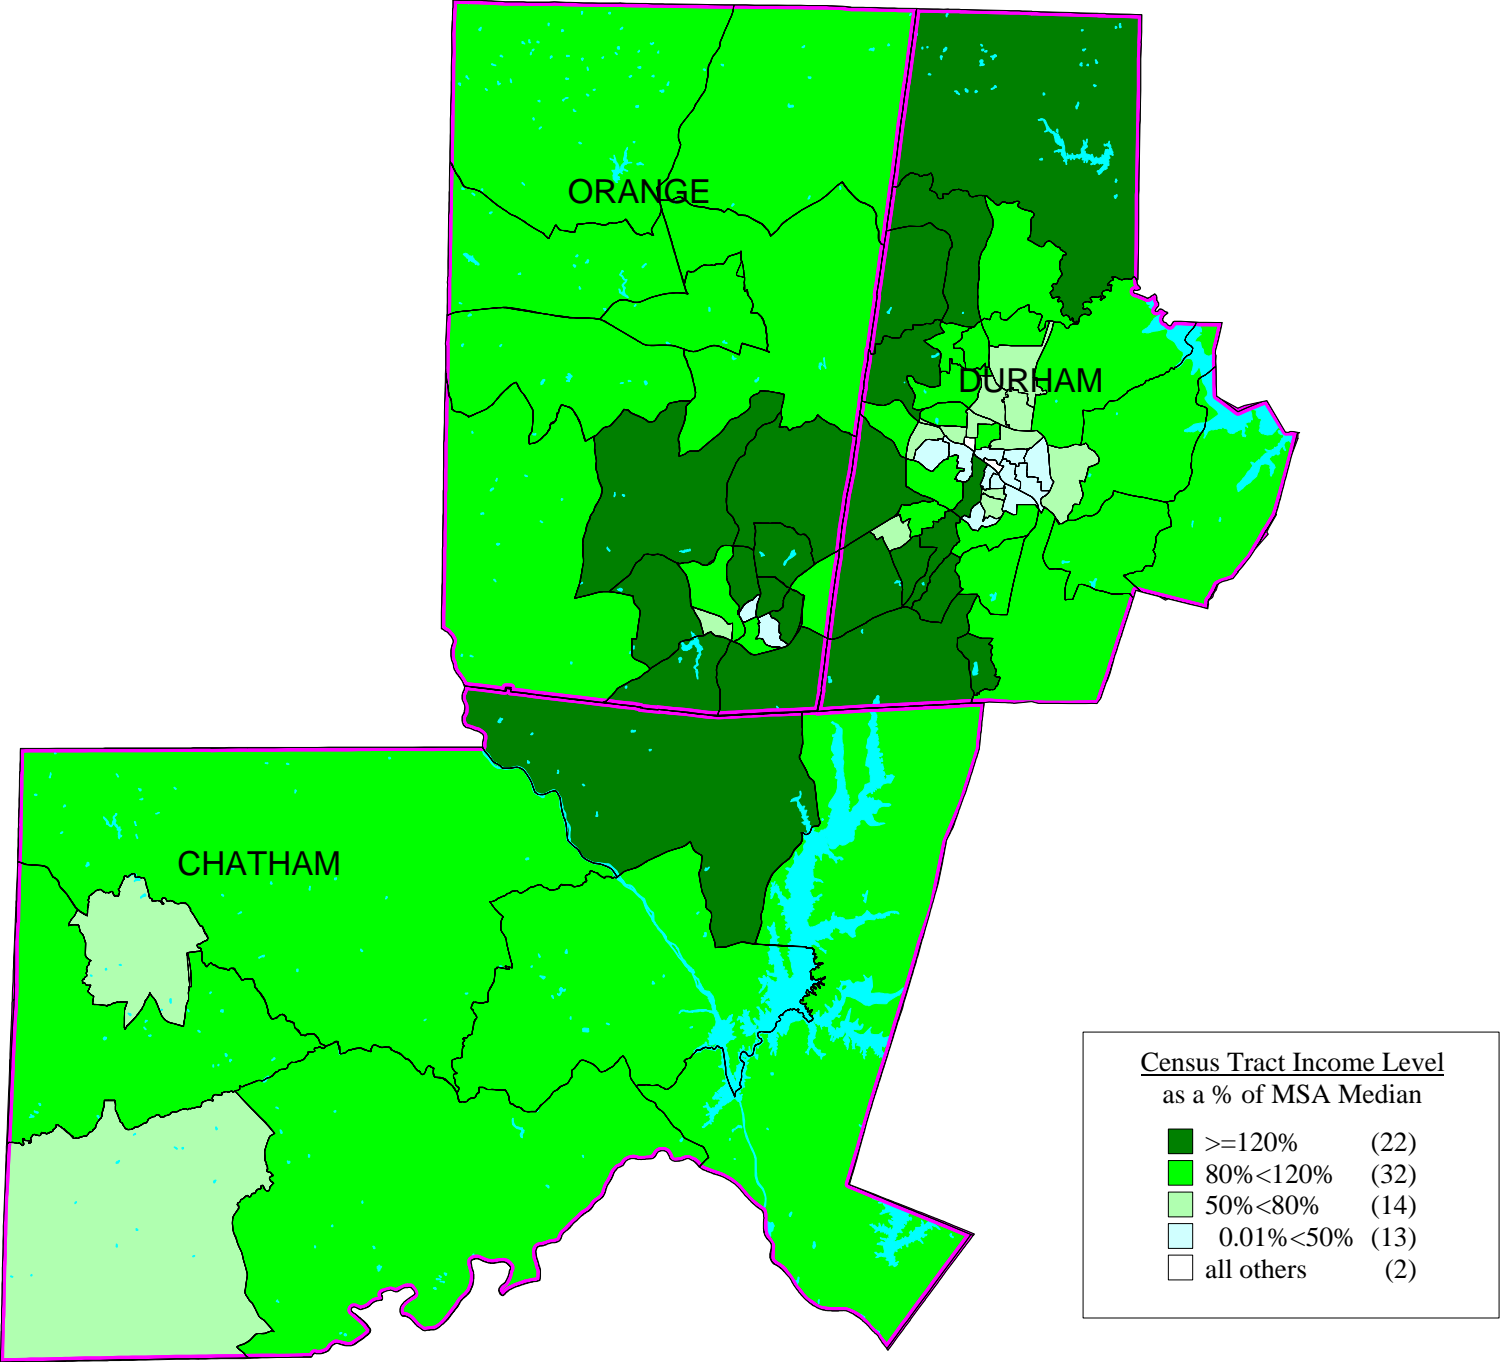 ORANGE
DURHAM
CHATHAM
Census Tract Income Level
as a % of MSA Median
>=120% (22)
80%<120% (32)
50%<80% (14)
0.01%<50% (13)
all others (2)